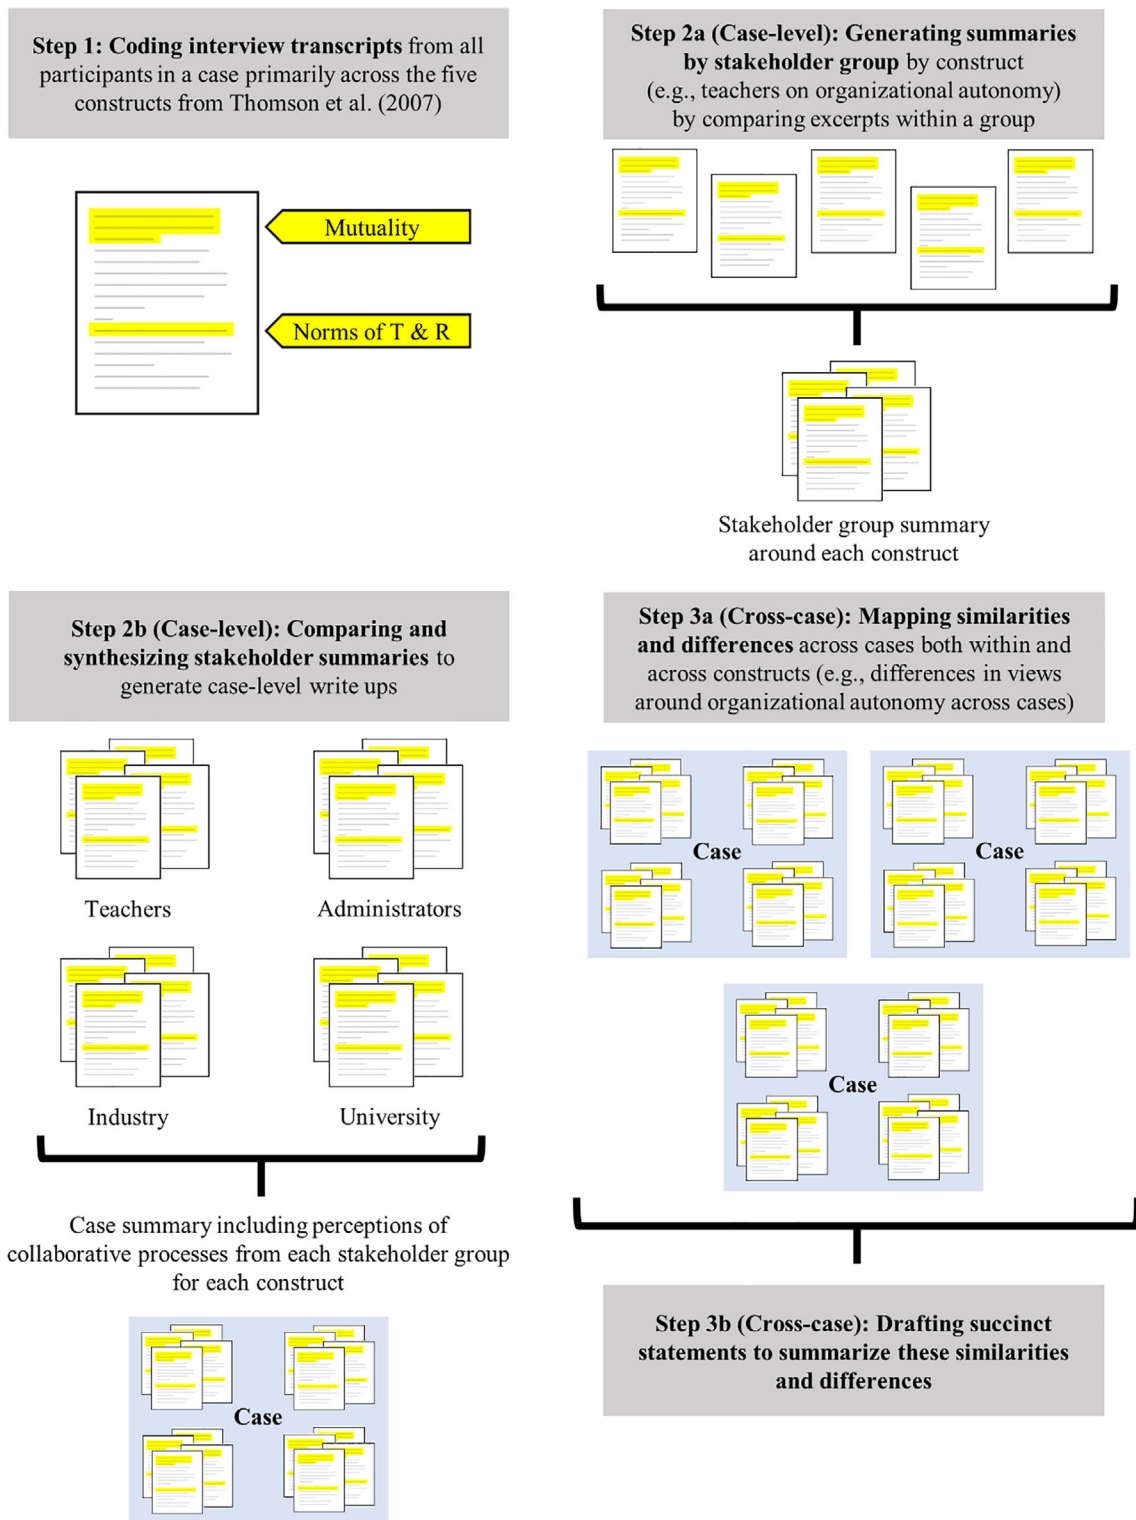 Step 1: Coding interview transcripts from all
participants in a case primarily across the five
constructs from Thomson et al. (2007)
Mutuality
Norms of T & R
Step 2a (Case-level): Generating summaries
by stakeholder group by construct
(e.g., teachers on organizational autonomy)
by comparing excerpts within a group
Stakeholder group summary
around each construct
Step 2b (Case-level): Comparing and
synthesizing stakeholder summaries to
generate case-level write ups
Teachers
Administrators
Industry
University
Case summary including perceptions of
collaborative processes from each stakeholder group
for each construct
Case
Step 3a (Cross-case): Mapping similarities
and differences across cases both within and
across constructs (e.g., differences in views
around organizational autonomy across cases)
Case
Case
Case
Step 3b (Cross-case): Drafting succinct
statements to summarize these similarities
and differences